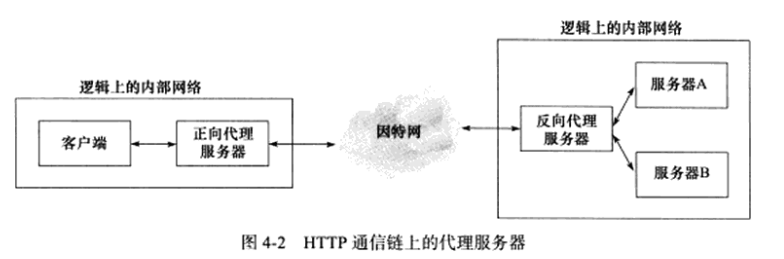 逻辑上的内部网络
客户端
正向代理
服务器
因特网
逻辑上的内部网络
反向代理
服务器
服务器A
服务器B
图 4-2 HTTP 通信链上的代理服务器